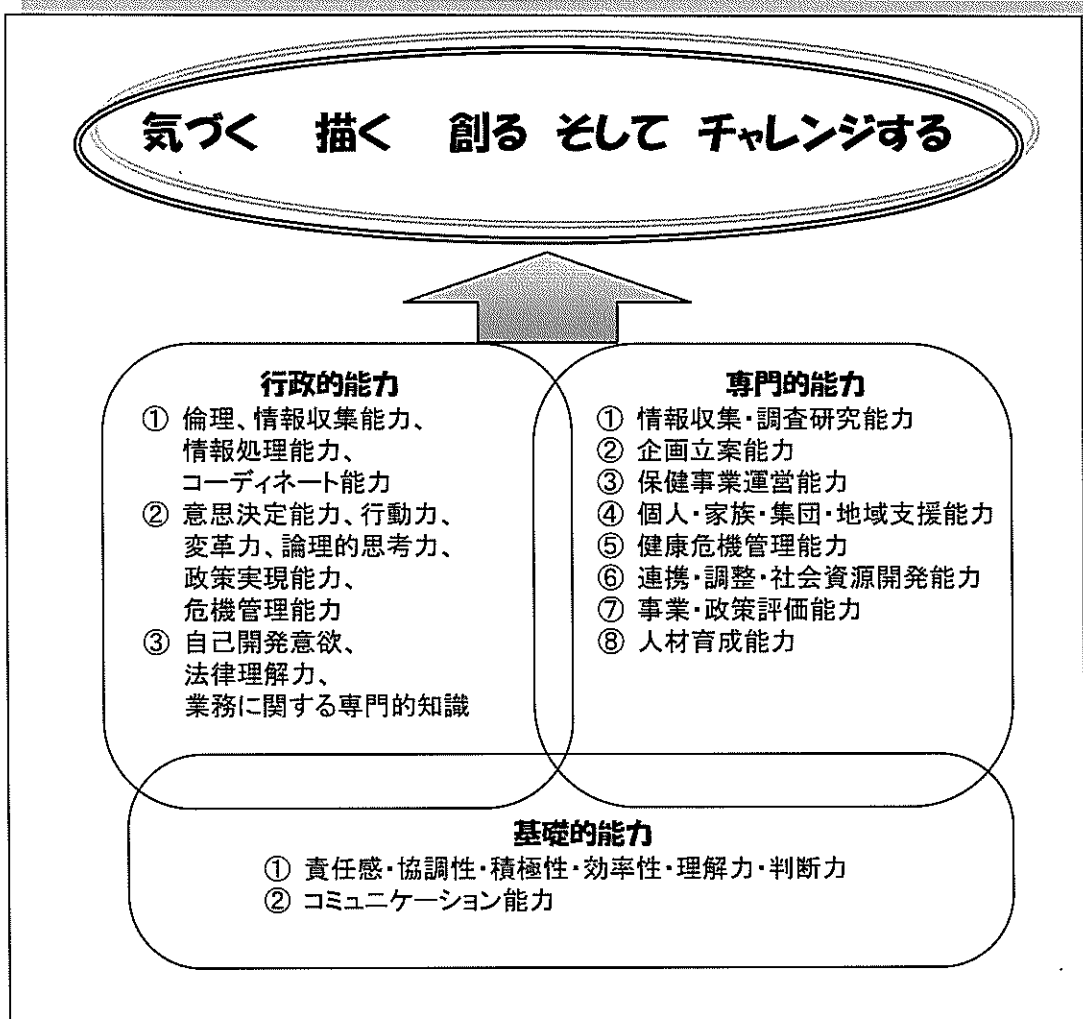 気づく 描く 創る そして チャレンジする
行政的能力
① 倫理、情報収集能力、
情報処理能力、
コーディネート能力
② 意思決定能力、行動力、
変革力、論理的思考力、
政策実現能力、
危機管理能力
③ 自己開発意欲、
法律理解力、
業務に関する専門的知識
専門的能力
① 情報収集・調査研究能力
② 企画立案能力
③ 保健事業運営能力
④ 個人・家族・集団・地域支援能力
⑤ 健康危機管理能力
⑥ 連携・調整・社会資源開発能力
⑦ 事業・政策評価能力
⑧ 人材育成能力
基礎的能力
① 責任感・協調性・積極性・効率性・理解力・判断力
② コミュニケーション能力